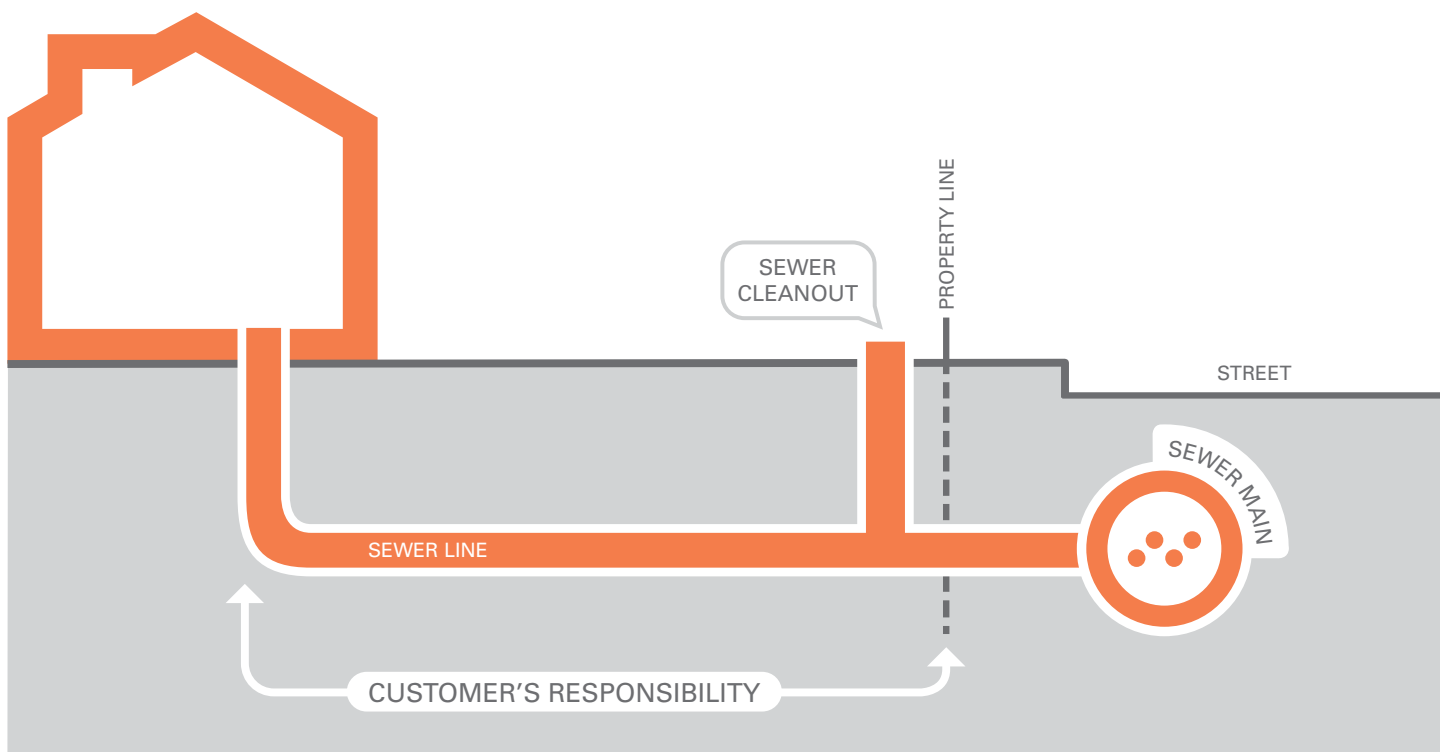 PROPERTY LINE
SEWER
CLEANOUT
STREET
SEWER MAIN
SEWER LINE
CUSTOMER'S RESPONSIBILITY